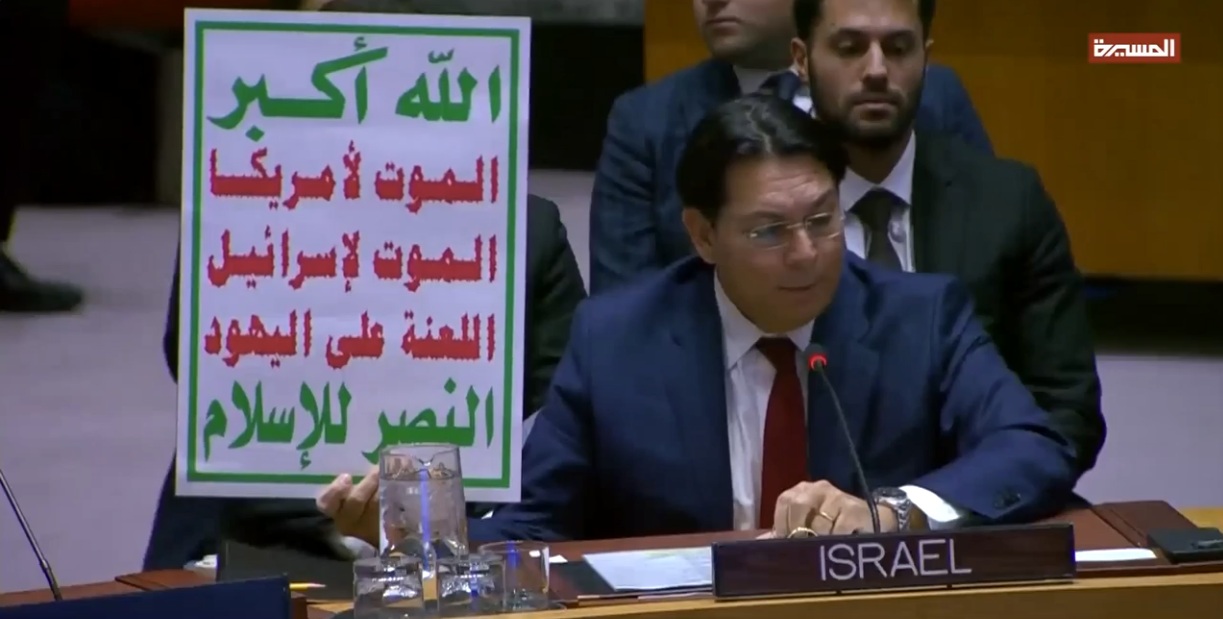 المسيرة
الله أكبر
الموت لأمريكا
الموت لإسرائيل
اللعنة على اليهود
النصر للإسلام
ISRAEL